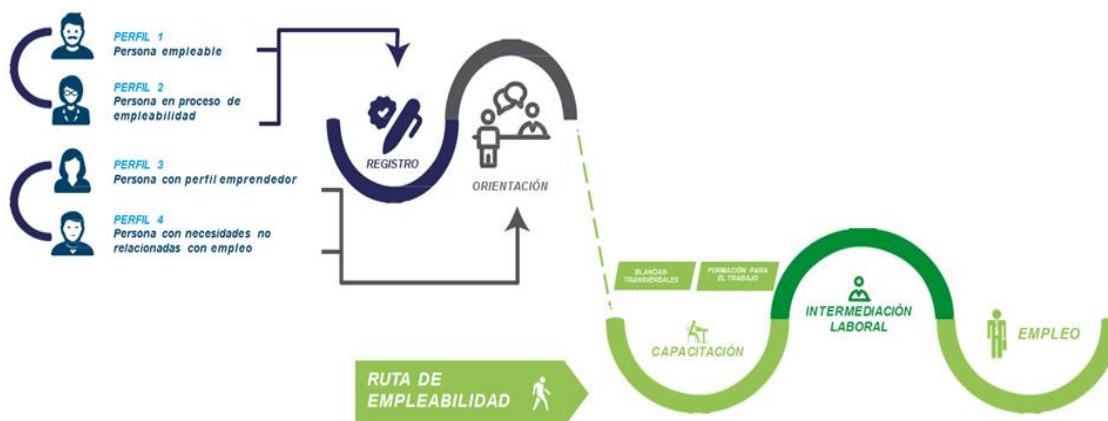 PERFIL 1
Persona empleable
PERFIL 2
Persona en proceso de
empleabilidad
PERFIL 3
Persona con perfil emprendedor
PERFIL 4
Persona con necesidades no
relacionadas con empleo
REGISTRO
ORIENTACIÓN
BLANDAS-
TRANSVERSALES
FORMACIÓN PARA
EL TRABAJO
CAPACITACIÓN
INTERMEDIACIÓN
LABORAL
EMPLEO
RUTA DE
EMPLEABILIDAD